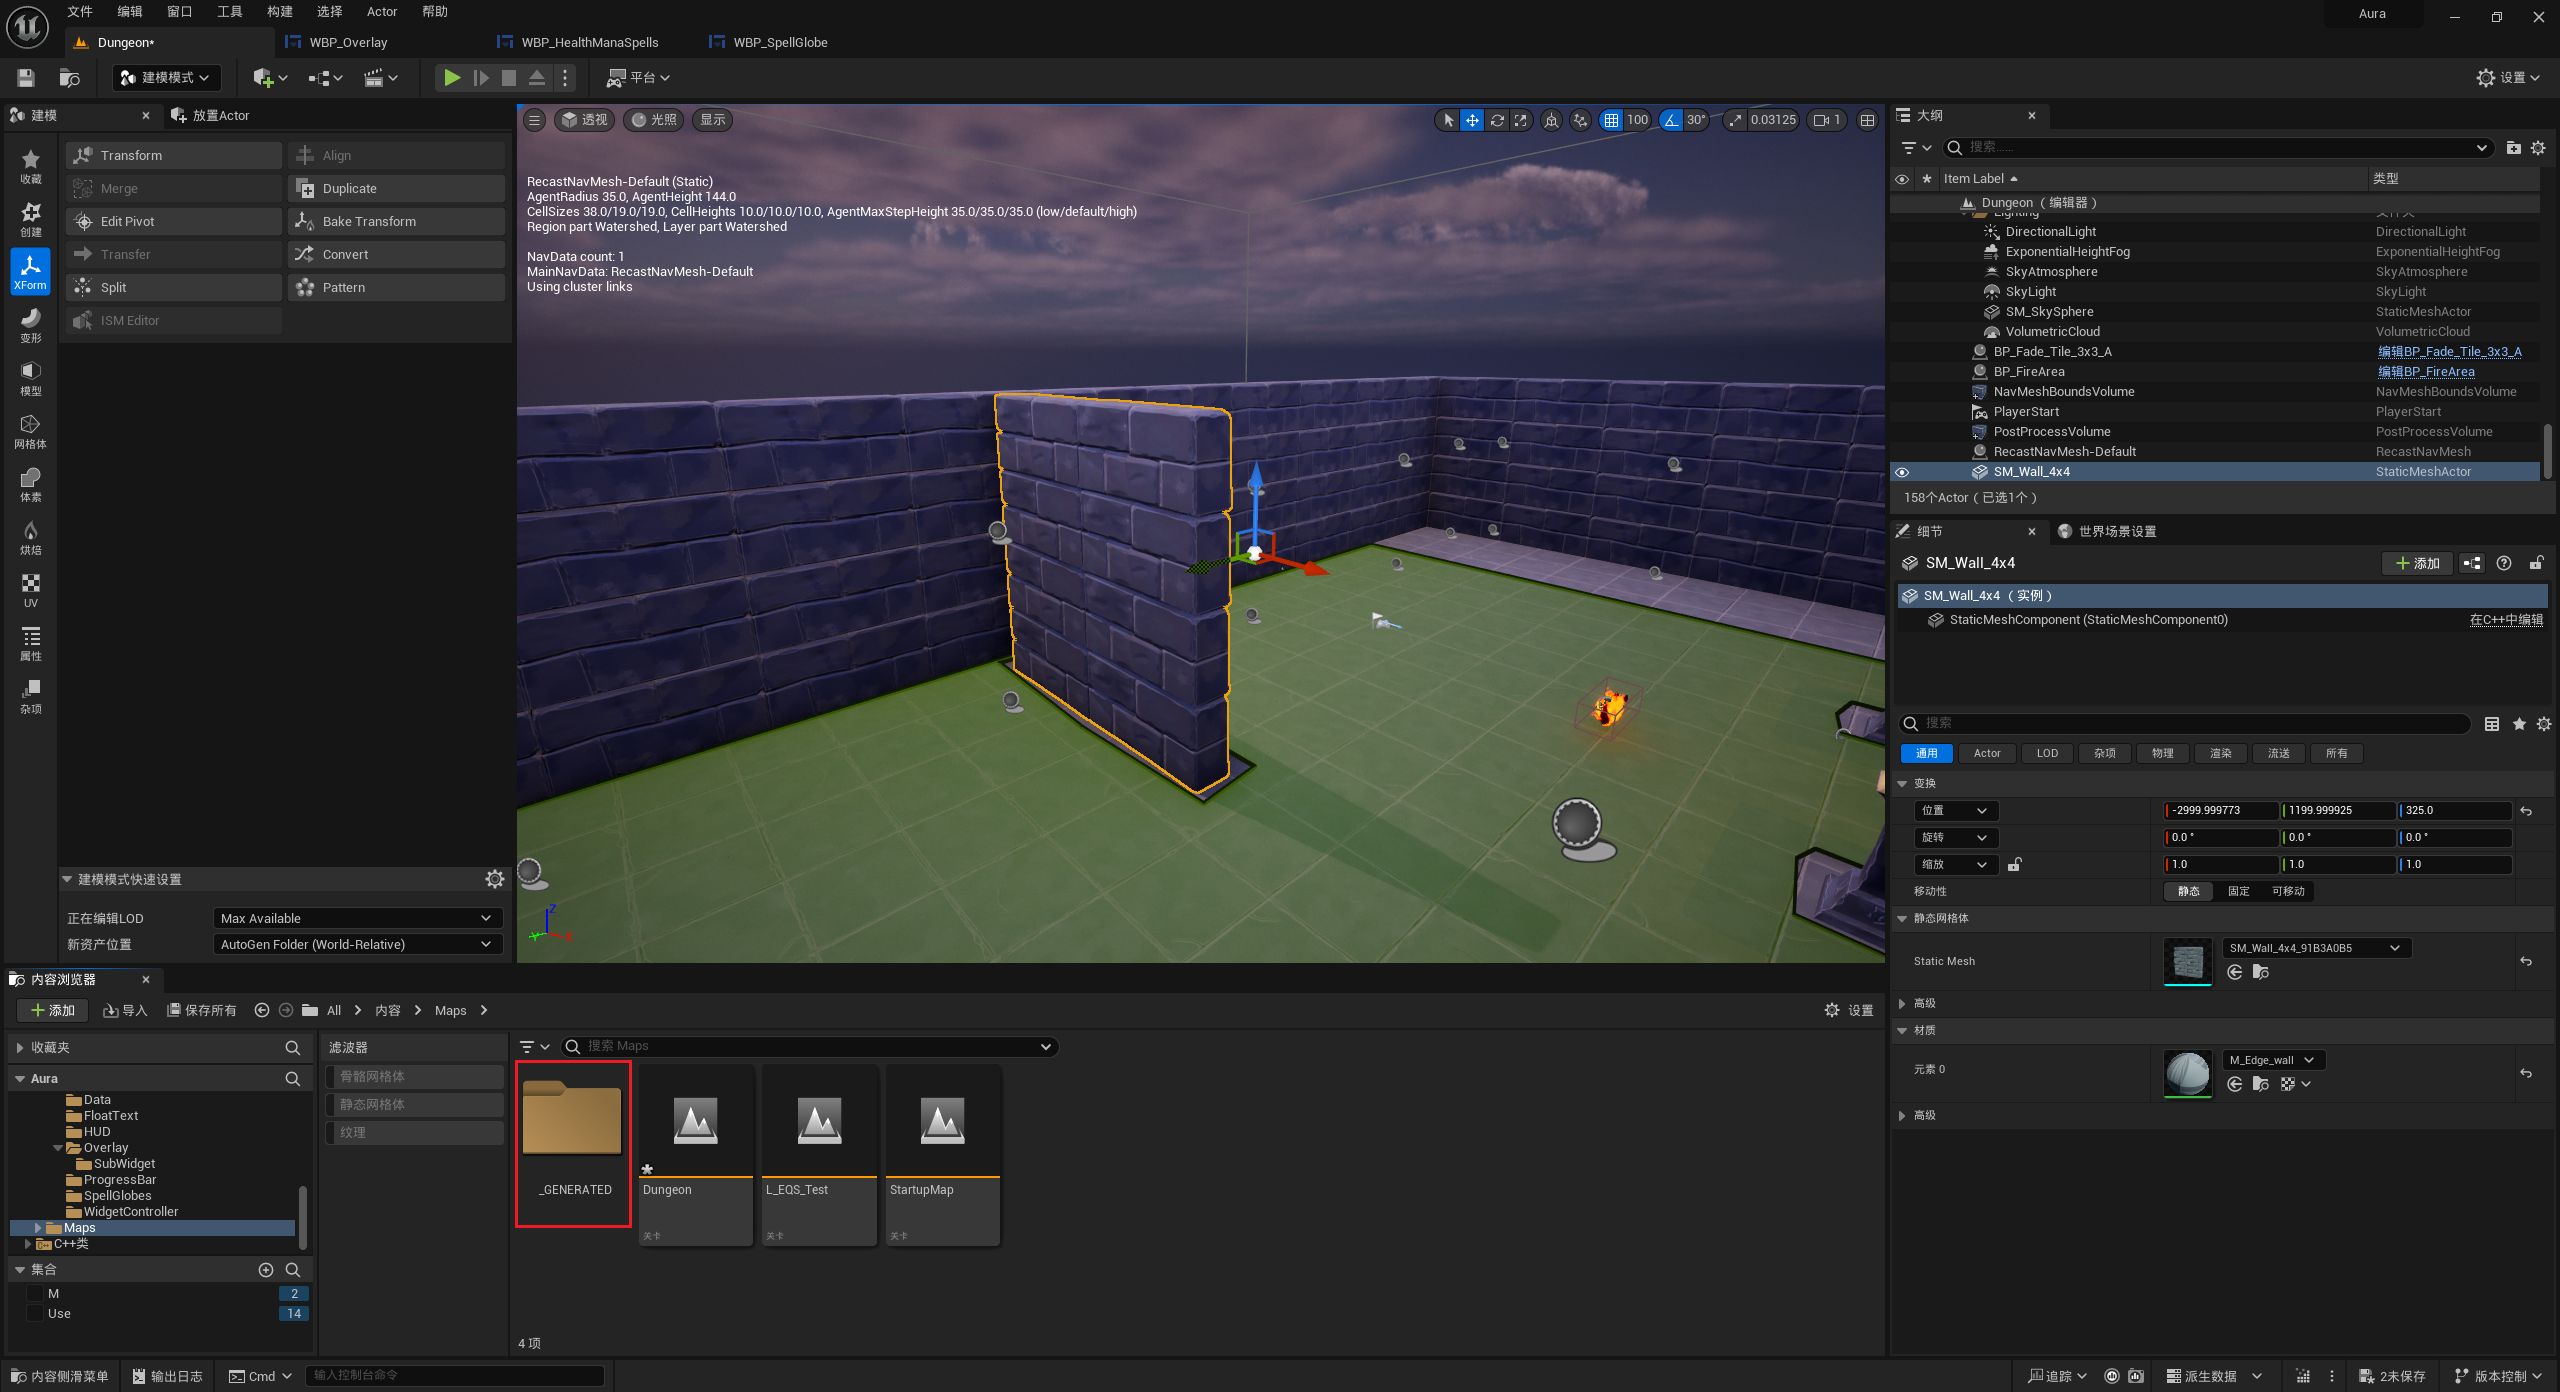 文件 编辑 窗口 工具 构建 选择 Actor 帮助
Aura
Dungeon* WBP_Overlay WBP_HealthManaSpells WBP_SpellGlobe
建模模式
平台
设置
建模
放置Actor
收藏
创建
XForm
变形
模型
网格体
体素
烘焙
UV
属性
杂项
Transform Align
Merge Duplicate
Edit Pivot Bake Transform
Transfer Convert
Split Pattern
ISM Editor
建模模式快速设置
正在编辑LOD Max Available
新资产位置 AutoGen Folder (World-Relative)
透视 光照 显示
100 30° 0.03125 1
RecastNavMesh-Default (Static)
AgentRadius 35.0, AgentHeight 144.0
CellSizes 38.0/19.0/19.0, CellHeights 10.0/10.0/10.0, AgentMaxStepHeight 35.0/35.0/35.0 (low/default/high)
Region part Watershed, Layer part Watershed
NavData count: 1
MainNavData: RecastNavMesh-Default
Using cluster links
Z
Y X
大纲
搜索......
Item Label 类型
Dungeon（编辑器）
Lighting 文件夹
DirectionalLight DirectionalLight
ExponentialHeightFog ExponentialHeightFog
SkyAtmosphere SkyAtmosphere
SkyLight SkyLight
SM_SkySphere StaticMeshActor
VolumetricCloud VolumetricCloud
BP_Fade_Tile_3x3_A 编辑BP_Fade_Tile_3x3_A
BP_FireArea 编辑BP_FireArea
NavMeshBoundsVolume NavMeshBoundsVolume
PlayerStart PlayerStart
PostProcessVolume PostProcessVolume
RecastNavMesh-Default RecastNavMesh
SM_Wall_4x4 StaticMeshActor
158个Actor（已选1个）
细节
世界场景设置
SM_Wall_4x4
添加
SM_Wall_4x4（实例）
StaticMeshComponent (StaticMeshComponent0) 在C++中编辑
搜索
通用 Actor LOD 杂项 物理 渲染 流送 所有
变换
位置 -2999.999773 1199.999925 325.0
旋转 0.0° 0.0° 0.0°
缩放 1.0 1.0 1.0
移动性 静态 固定 可移动
静态网格体
Static Mesh SM_Wall_4x4_91B3A0B5
高级
材质
元素 0 M_Edge_wall
高级
内容浏览器
添加 导入 保存所有 All 内容 Maps 设置
收藏夹
Aura
Data
FloatText
HUD
Overlay
SubWidget
ProgressBar
SpellGlobes
WidgetController
Maps
C++类
集合
M 2
Use 14
滤波器
骨骼网格体
静态网格体
纹理
搜索 Maps
_GENERATED
Dungeon
关卡
L_EQS_Test
关卡
StartupMap
关卡
4 项
内容侧滑菜单 输出日志 Cmd 输入控制台命令
追踪 派生数据 2未保存 版本控制